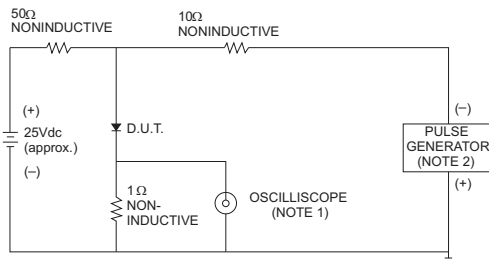 50Ω
NONINDUCTIVE
10Ω
NONINDUCTIVE
(+)
25Vdc
(approx.)
(–)
D.U.T.
1Ω
NON-
INDUCTIVE
OSCILLISCOPE
(NOTE 1)
(–)
PULSE
GENERATOR
(NOTE 2)
(+)